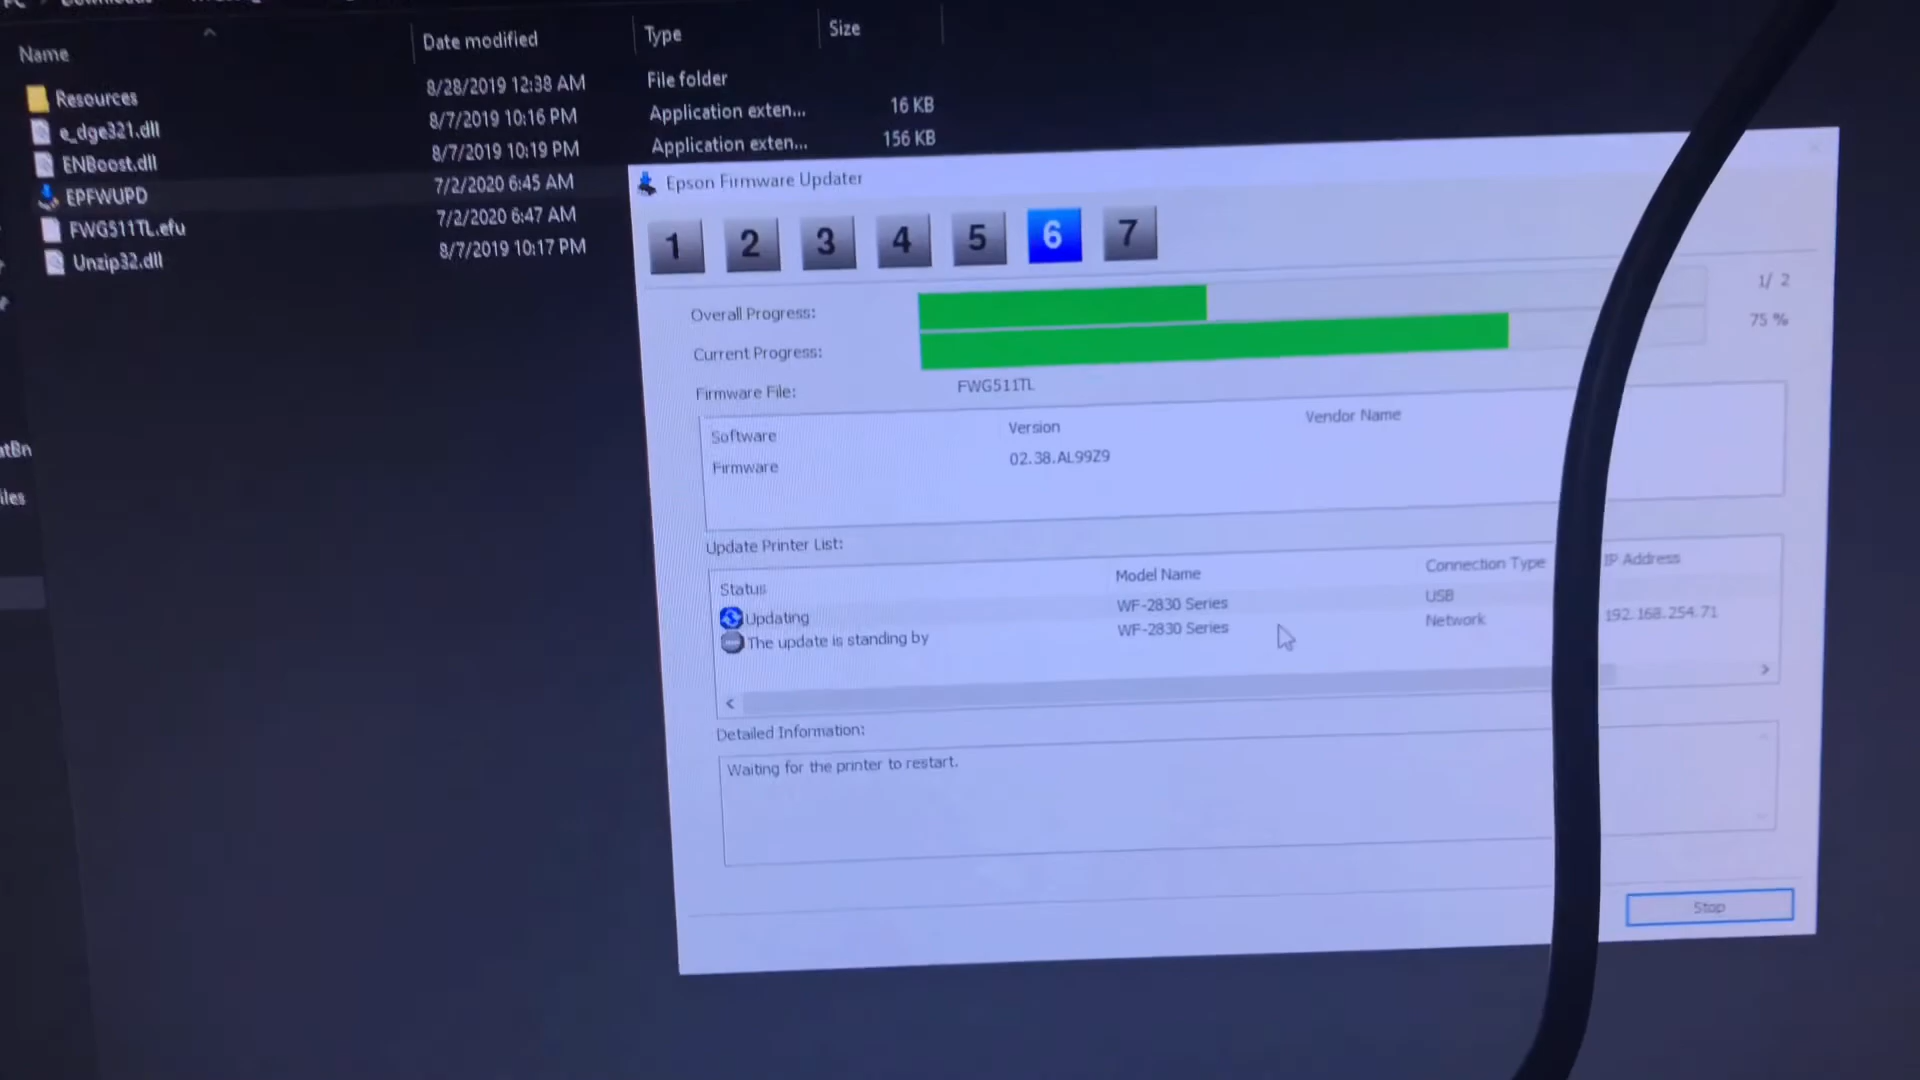 Name Date modified Type Size
Resources 8/28/2019 12:38 AM File folder
e_dge321.dll 8/7/2019 10:16 PM Application exten... 16 KB
ENBoost.dll 8/7/2019 10:19 PM Application exten... 156 KB
EPFWUPD 7/2/2020 6:45 AM
FWG511TL.efu 7/2/2020 6:47 AM
Unzip32.dll 8/7/2019 10:17 PM
atBn
iles
Epson Firmware Updater
1 2 3 4 5 6 7
Overall Progress: 1/ 2
Current Progress: 75 %
Firmware File: FWG511TL
Software Version Vendor Name
Firmware 02.38.AL99Z9
Update Printer List:
Status Model Name Connection Type IP Address
Updating WF-2830 Series USB
The update is standing by WF-2830 Series Network 192.168.254.71
Detailed Information:
Waiting for the printer to restart.
Stop